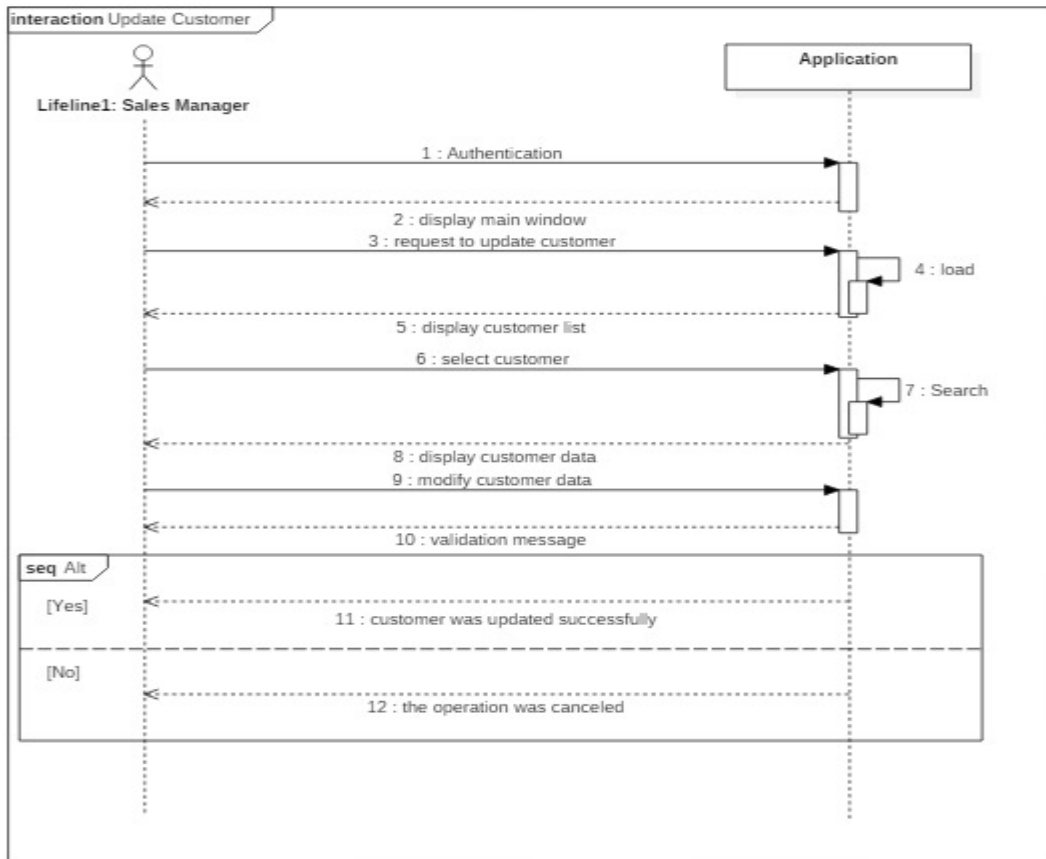 interaction Update Customer
Application
Lifeline1: Sales Manager
1 : Authentication
2 : display main window
3 : request to update customer
4 : load
5 : display customer list
6 : select customer
7 : Search
8 : display customer data
9 : modify customer data
10 : validation message
seq Alt
[Yes]
11 : customer was updated successfully
[No]
12 : the operation was canceled